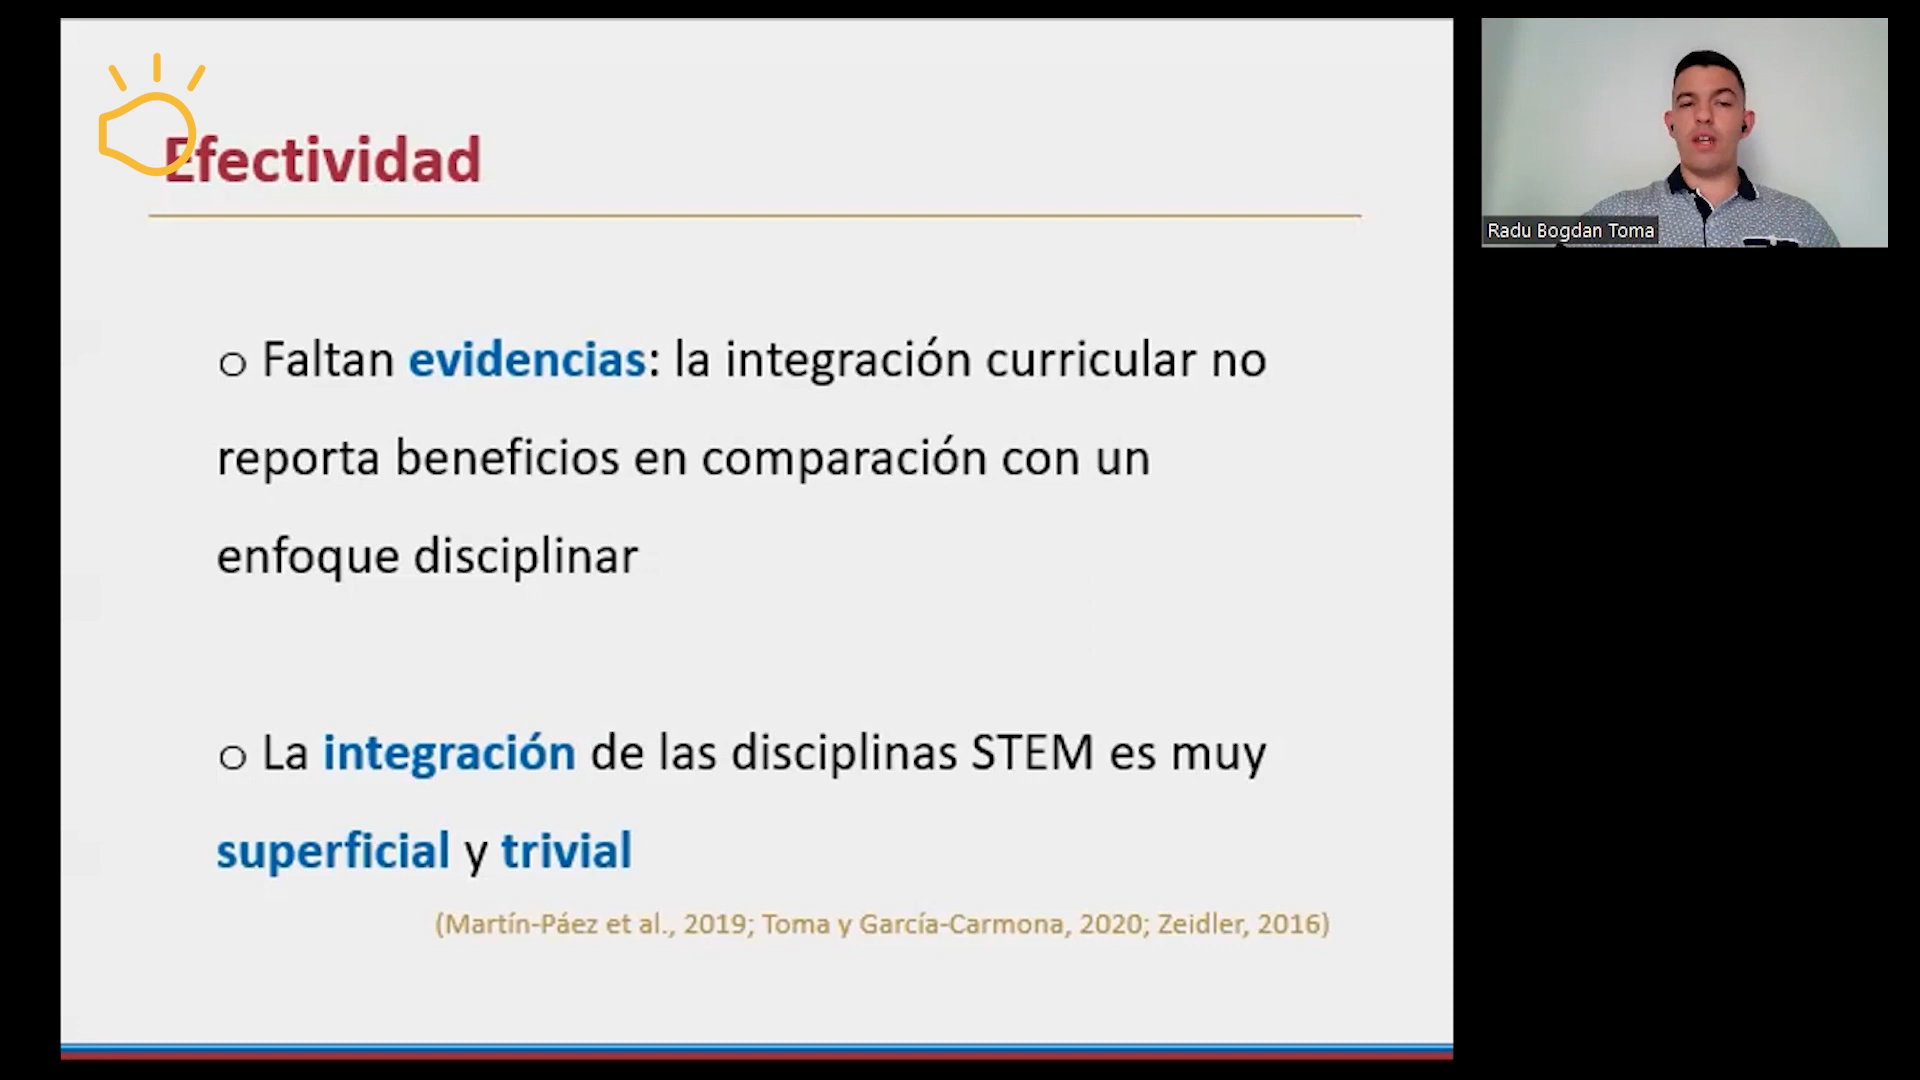 Efectividad
o Faltan evidencias: la integración curricular no
reporta beneficios en comparación con un
enfoque disciplinar
o La integración de las disciplinas STEM es muy
superficial y trivial
(Martín-Páez et al., 2019; Toma y García-Carmona, 2020; Zeidler, 2016)
Radu Bogdan Toma